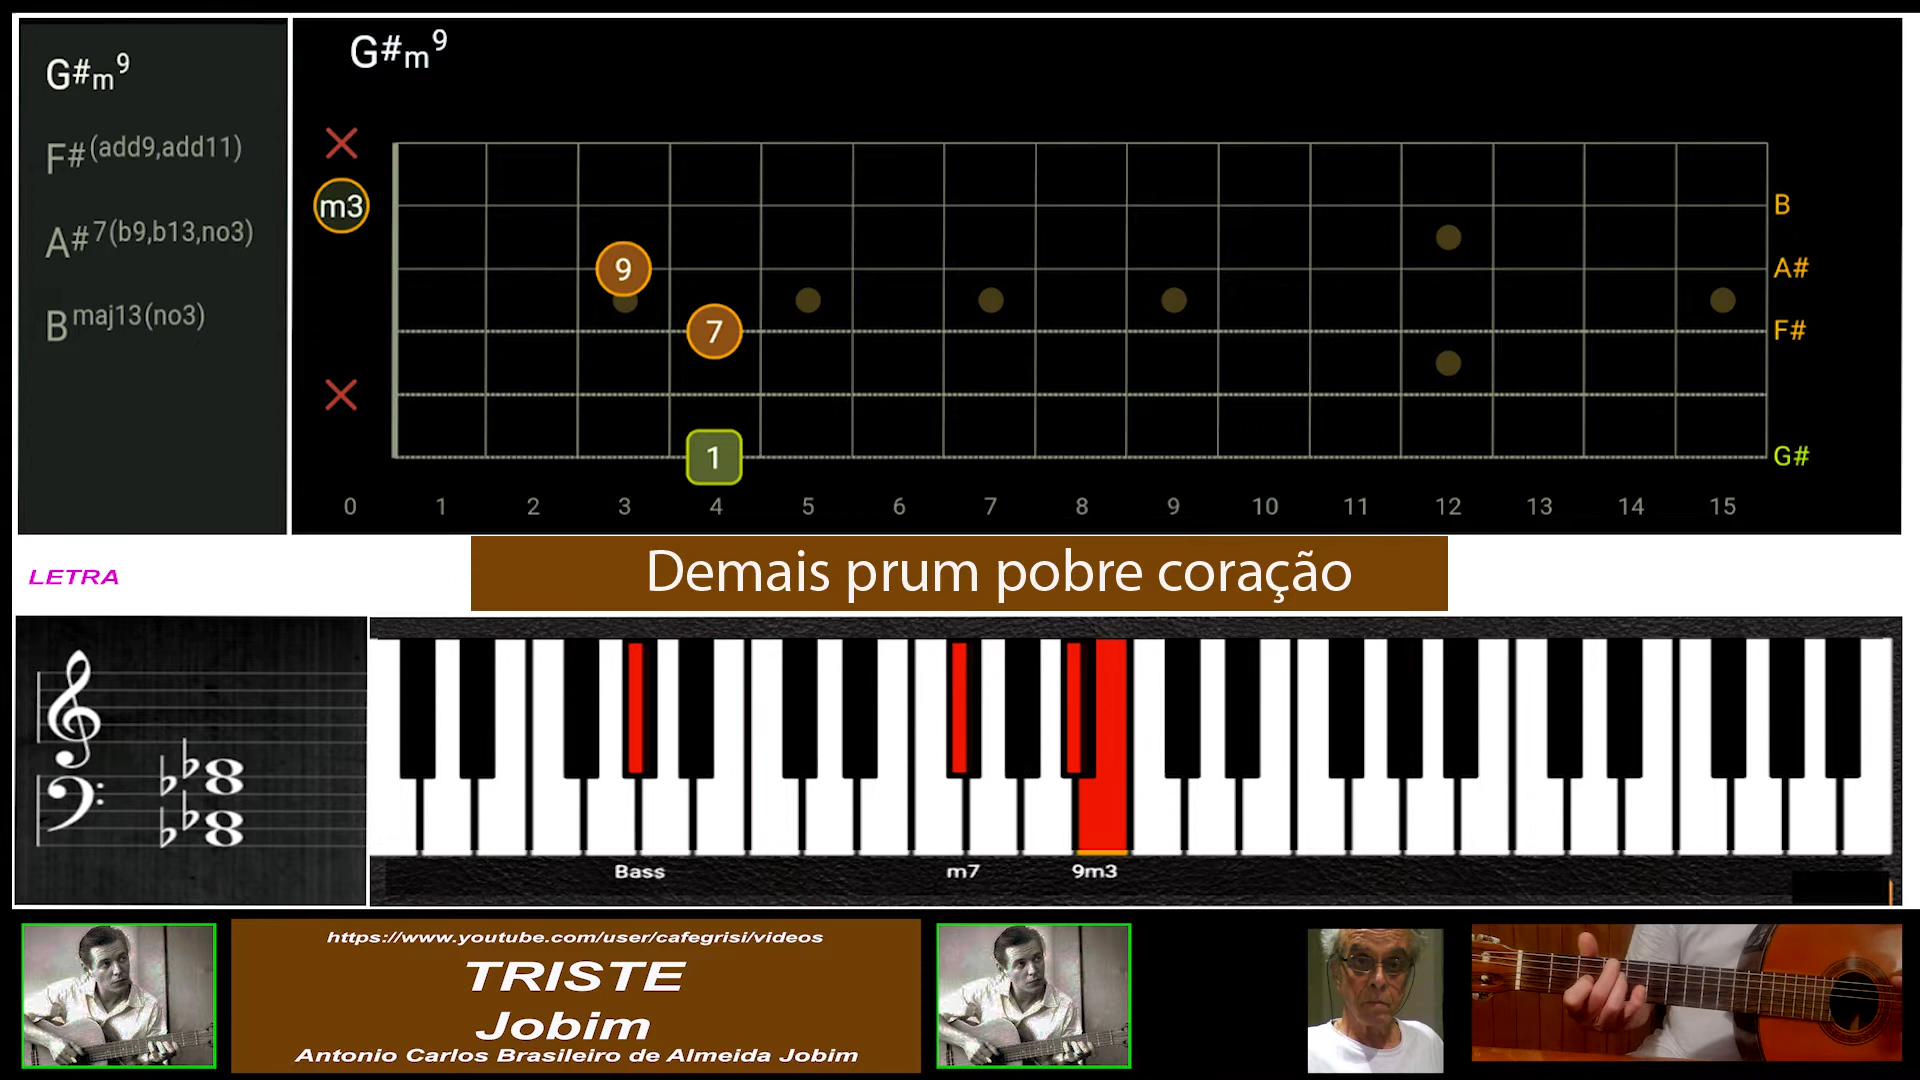 G#m9
F#(add9,add11)
A#7(b9,b13,no3)
Bmaj13(no3)
G#m9
m3
B
9
A#
7
F#
1
G#
0 1 2 3 4 5 6 7 8 9 10 11 12 13 14 15
LETRA
Demais prum pobre coração
Bass m7 9m3
https://www.youtube.com/user/cafegrisi/videos
TRISTE
Jobim
Antonio Carlos Brasileiro de Almeida Jobim